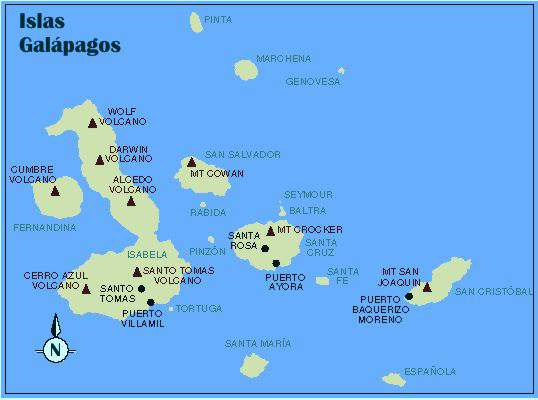 Islas
Galápagos
PINTA
MARCHENA
GENOVESA
WOLF
VOLCANO
DARWIN
VOLCANO
SAN SALVADOR
CUMBRE
VOLCANO
ALCEDO
VOLCANO
MT COWAN
SEYMOUR
RÁBIDA
BALTRA
FERNANDINA
MT CROCKER
SANTA
ROSA
SANTA
CRUZ
ISABELA
PINZÓN
CERRO AZUL
VOLCANO
SANTO TOMAS
VOLCANO
PUERTO
AYORA
SANTA
FE
MT SAN
JOAQUIN
SANTO
TOMAS
SAN CRISTÓBAL
PUERTO
BAQUERIZO
MORENO
PUERTO
VILLAMIL
TORTUGA
N
SANTA MARÍA
ESPAÑOLA